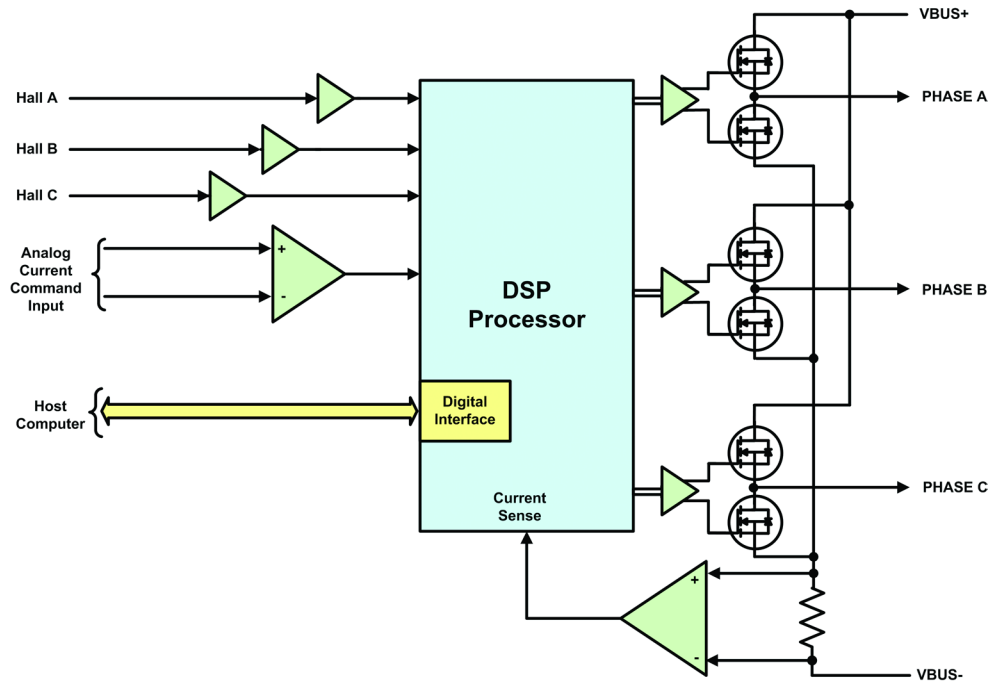 VBUS+
Hall A
PHASE A
Hall B
Hall C
Analog
Current
Command
Input
+
-
DSP
Processor
PHASE B
Host
Computer
Digital
Interface
Current
Sense
PHASE C
+
-
VBUS-